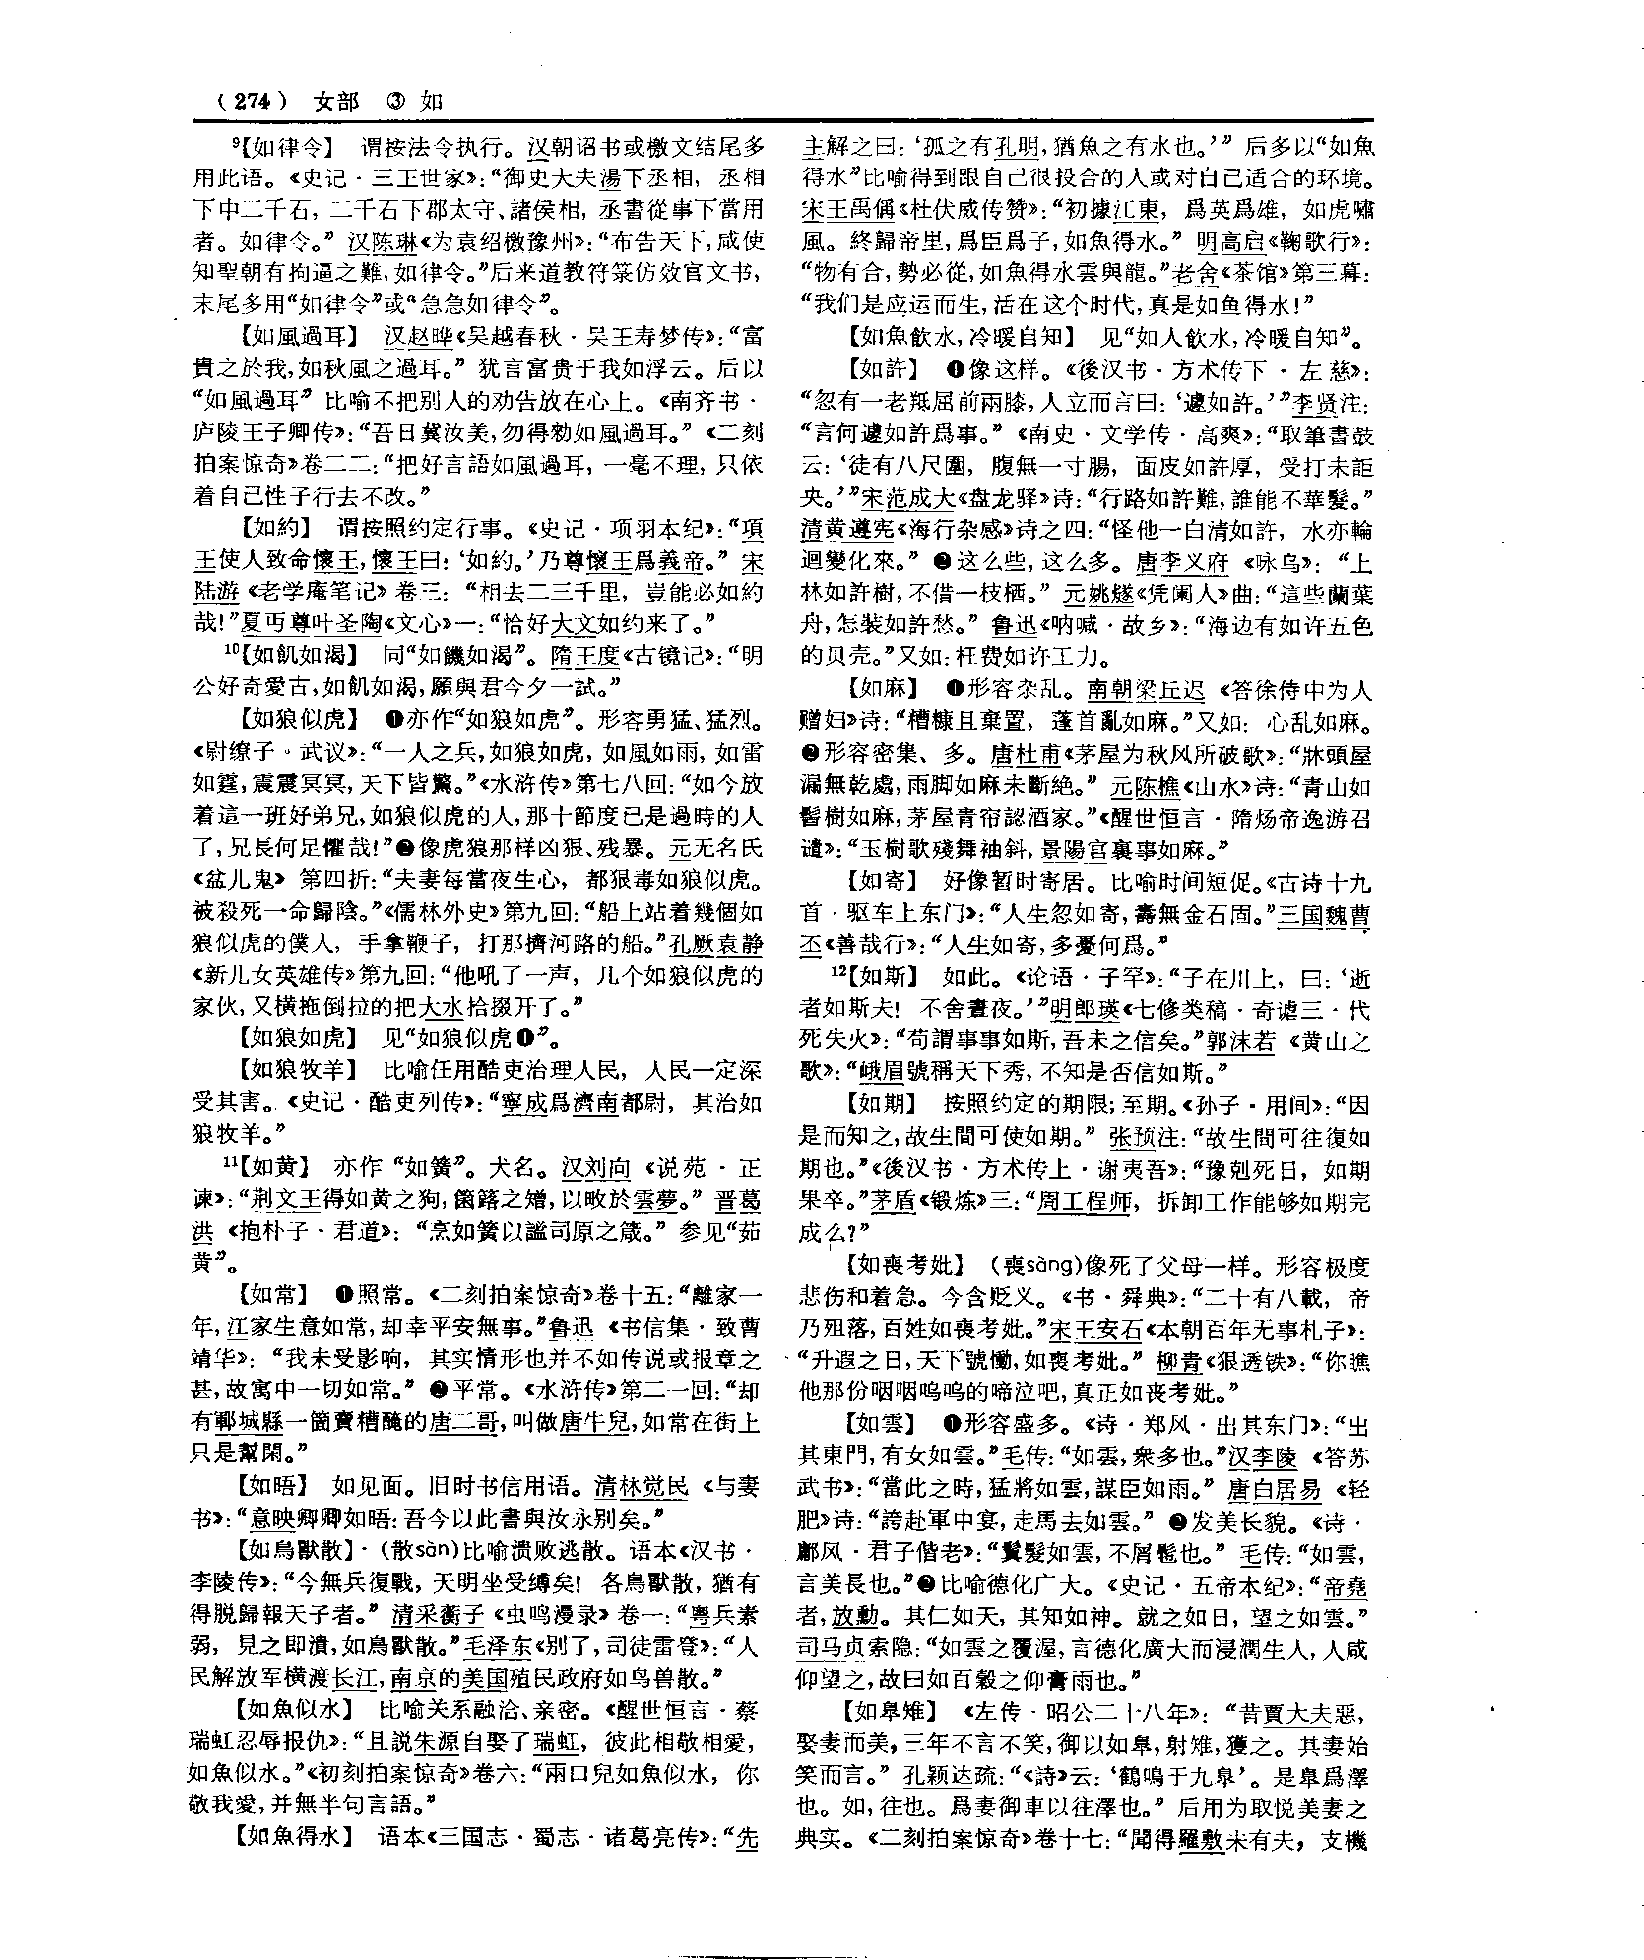 (274) 女部 ③ 如
⁹【如律令】 谓按法令执行。汉朝诏书或檄文结尾多
用此语。《史记·三王世家》：“御史大夫湯下丞相，丞相
下中二千石，二千石下郡太守、諸侯相，丞書從事下當用
者。如律令。”汉陈琳《为袁绍檄豫州》：“布告天下，咸使
知聖朝有拘逼之難，如律令。”后来道教符箓仿效官文书，
末尾多用“如律令”或“急急如律令”。
【如風過耳】 汉赵晔《吴越春秋·吴王寿梦传》：“富
貴之於我，如秋風之過耳。”犹言富贵于我如浮云。后以
“如風過耳”比喻不把别人的劝告放在心上。《南齐书·
庐陵王子卿传》：“吾日冀汝美，勿得勑如風過耳。”《二刻
拍案惊奇》卷二二：“把好言語如風過耳，一毫不理，只依
着自己性子行去不改。”
【如約】 谓按照约定行事。《史记·项羽本纪》：“項
王使人致命懷王，懷王曰：‘如約。’乃尊懷王爲義帝。”宋
陆游《老学庵笔记》卷三：“相去二三千里，豈能必如約
哉！”夏丏尊叶圣陶《文心》一：“恰好大文如约来了。”
¹⁰【如飢如渴】 同“如饑如渴”。隋王度《古镜记》：“明
公好奇愛古，如飢如渴，願與君今夕一試。”
【如狼似虎】 ❶亦作“如狼如虎”。形容勇猛、猛烈。
《尉缭子·武议》：“一人之兵，如狼如虎，如風如雨，如雷
如霆，震震冥冥，天下皆驚。”《水浒传》第七八回：“如今放
着這一班好弟兄，如狼似虎的人，那十節度已是過時的人
了，兄長何足懼哉！”❷像虎狼那样凶狠、残暴。元无名氏
《盆儿鬼》第四折：“夫妻每當夜生心，都狠毒如狼似虎。
被殺死一命歸陰。”《儒林外史》第九回：“船上站着幾個如
狼似虎的僕人，手拿鞭子，打那擠河路的船。”孔厥袁静
《新儿女英雄传》第九回：“他吼了一声，几个如狼似虎的
家伙，又横拖倒拉的把大水拾掇开了。”
【如狼如虎】 见“如狼似虎❶”。
【如狼牧羊】 比喻任用酷吏治理人民，人民一定深
受其害。《史记·酷吏列传》：“寧成爲濟南都尉，其治如
狼牧羊。”
¹¹【如黄】 亦作“如簧”。犬名。汉刘向《说苑·正
谏》：“荆文王得如黄之狗，箘簬之矰，以畋於雲夢。”晋葛
洪《抱朴子·君道》：“烹如簧以謐司原之箴。”参见“茹
黄”。
【如常】 ❶照常。《二刻拍案惊奇》卷十五：“離家一
年，江家生意如常，却幸平安無事。”鲁迅《书信集·致曹
靖华》：“我未受影响，其实情形也并不如传说或报章之
甚，故寓中一切如常。”❷平常。《水浒传》第二一回：“却
有鄆城縣一箇賣糟醃的唐二哥，叫做唐牛兒，如常在街上
只是幫閑。”
【如晤】 如见面。旧时书信用语。清林觉民《与妻
书》：“意映卿卿如晤：吾今以此書與汝永别矣。”
【如鳥獸散】·(散sàn)比喻溃败逃散。语本《汉书·
李陵传》：“今無兵復戰，天明坐受縛矣！各鳥獸散，猶有
得脱歸報天子者。”清采蘅子《虫鸣漫录》卷一：“粤兵素
弱，見之即潰，如鳥獸散。”毛泽东《别了，司徒雷登》：“人
民解放军横渡长江，南京的美国殖民政府如鸟兽散。”
【如魚似水】 比喻关系融洽、亲密。《醒世恒言·蔡
瑞虹忍辱报仇》：“且説朱源自娶了瑞虹，彼此相敬相愛，
如魚似水。”《初刻拍案惊奇》卷六：“兩口兒如魚似水，你
敬我愛，并無半句言語。”
【如魚得水】 语本《三国志·蜀志·诸葛亮传》：“先
主解之曰：‘孤之有孔明，猶魚之有水也。’”后多以“如魚
得水”比喻得到跟自己很投合的人或对自己适合的环境。
宋王禹偁《杜伏威传赞》：“初據江東，爲英爲雄，如虎嘯
風。終歸帝里，爲臣爲子，如魚得水。”明高启《鞠歌行》：
“物有合，勢必從，如魚得水雲與龍。”老舍《茶馆》第三幕：
“我们是应运而生，活在这个时代，真是如鱼得水！”
【如魚飲水，冷暖自知】 见“如人飲水，冷暖自知”。
【如許】 ❶像这样。《後汉书·方术传下·左慈》：
“忽有一老羝屈前兩膝，人立而言曰：‘遽如許。’”李贤注：
“言何遽如許爲事。”《南史·文学传·高爽》：“取筆書鼓
云：‘徒有八尺圍，腹無一寸腸，面皮如許厚，受打未詎
央。’”宋范成大《盘龙驿》诗：“行路如許難，誰能不華髮。”
清黄遵宪《海行杂感》诗之四：“怪他一白清如許，水亦輪
迴變化來。”❷这么些，这么多。唐李义府《咏乌》：“上
林如許樹，不借一枝栖。”元姚燧《凭阑人》曲：“這些蘭葉
舟，怎裝如許愁。”鲁迅《呐喊·故乡》：“海边有如许五色
的贝壳。”又如：枉费如许工力。
【如麻】 ❶形容杂乱。南朝梁丘迟《答徐侍中为人
赠妇》诗：“糟糠且棄置，蓬首亂如麻。”又如：心乱如麻。
❷形容密集、多。唐杜甫《茅屋为秋风所破歌》：“牀頭屋
漏無乾處，雨脚如麻未斷絶。”元陈樵《山水》诗：“青山如
髻樹如麻，茅屋青帘認酒家。”《醒世恒言·隋炀帝逸游召
谴》：“玉樹歌殘舞袖斜，景陽宫裏事如麻。”
【如寄】 好像暂时寄居。比喻时间短促。《古诗十九
首·驱车上东门》：“人生忽如寄，壽無金石固。”三国魏曹
丕《善哉行》：“人生如寄，多憂何爲。”
¹²【如斯】 如此。《论语·子罕》：“子在川上，曰：‘逝
者如斯夫！不舍晝夜。’”明郎瑛《七修类稿·奇谑三·代
死失火》：“苟謂事事如斯，吾未之信矣。”郭沫若《黄山之
歌》：“峨眉號稱天下秀，不知是否信如斯。”
【如期】 按照约定的期限；至期。《孙子·用间》：“因
是而知之，故生間可使如期。”张预注：“故生間可往復如
期也。”《後汉书·方术传上·谢夷吾》：“豫剋死日，如期
果卒。”茅盾《锻炼》三：“周工程师，拆卸工作能够如期完
成么？”
【如喪考妣】 (喪sàng)像死了父母一样。形容极度
悲伤和着急。今含贬义。《书·舜典》：“二十有八載，帝
乃殂落，百姓如喪考妣。”宋王安石《本朝百年无事札子》：
“升遐之日，天下號慟，如喪考妣。”柳青《狠透铁》：“你瞧
他那份咽咽呜呜的啼泣吧，真正如丧考妣。”
【如雲】 ❶形容盛多。《诗·郑风·出其东门》：“出
其東門，有女如雲。”毛传：“如雲，衆多也。”汉李陵《答苏
武书》：“當此之時，猛將如雲，謀臣如雨。”唐白居易《轻
肥》诗：“誇赴軍中宴，走馬去如雲。”❷发美长貌。《诗·
鄘风·君子偕老》：“鬒髮如雲，不屑髢也。”毛传：“如雲，
言美長也。”❸比喻德化广大。《史记·五帝本纪》：“帝堯
者，放勳。其仁如天，其知如神。就之如日，望之如雲。”
司马贞索隐：“如雲之覆渥，言德化廣大而浸潤生人，人咸
仰望之，故曰如百穀之仰膏雨也。”
【如皋雉】 《左传·昭公二十八年》：“昔賈大夫惡，
娶妻而美，三年不言不笑，御以如皋，射雉，獲之。其妻始
笑而言。”孔颖达疏：“《詩》云：‘鶴鳴于九皋’。是皋爲澤
也。如，往也。爲妻御車以往澤也。”后用为取悦美妻之
典实。《二刻拍案惊奇》卷十七：“聞得羅敷未有夫，支機